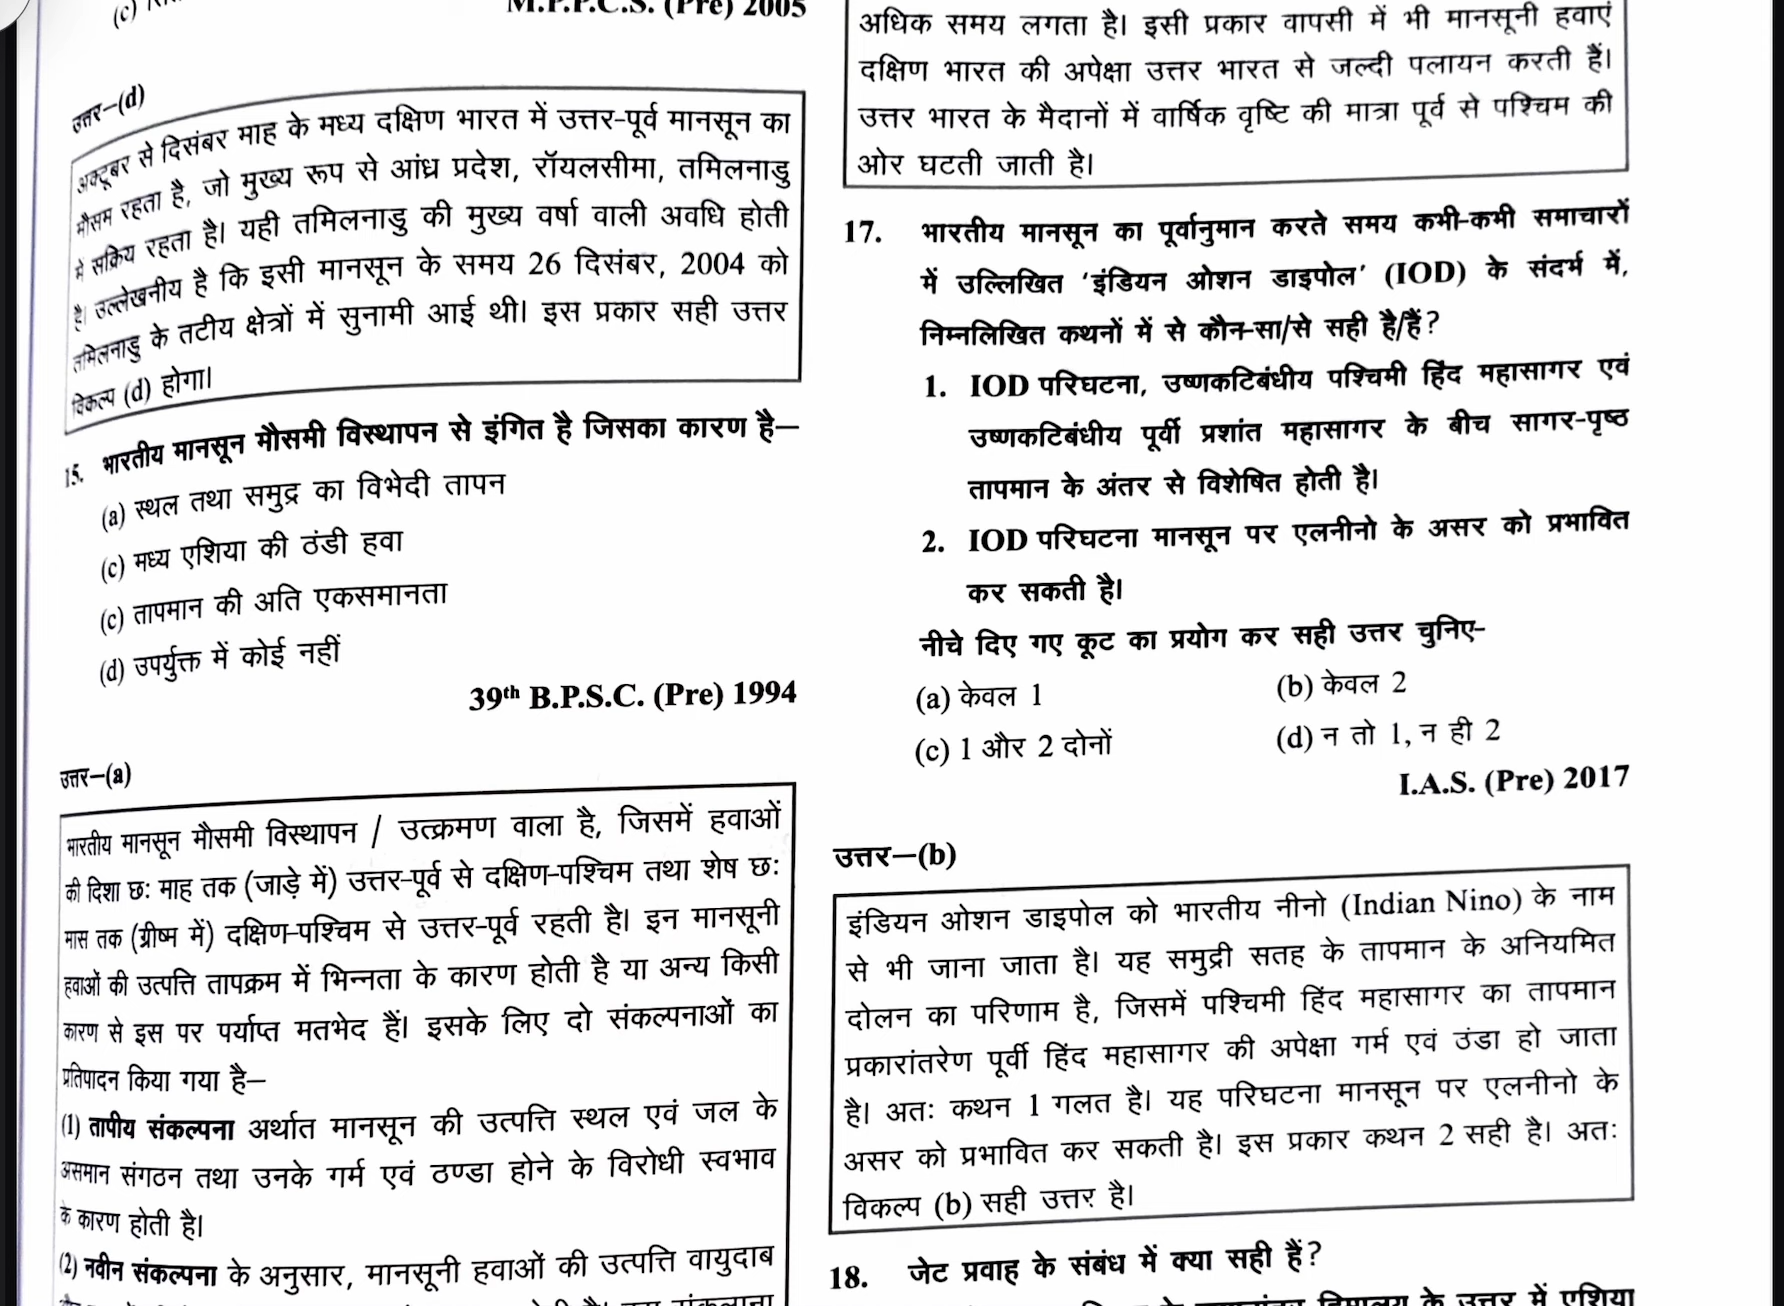 (c)
M.P.P.C.S. (Pre) 2005
उत्तर–(d)
अक्टूबर से दिसंबर माह के मध्य दक्षिण भारत में उत्तर-पूर्व मानसून का
मौसम रहता है, जो मुख्य रूप से आंध्र प्रदेश, रॉयलसीमा, तमिलनाडु
में सक्रिय रहता है। यही तमिलनाडु की मुख्य वर्षा वाली अवधि होती
है। उल्लेखनीय है कि इसी मानसून के समय 26 दिसंबर, 2004 को
तमिलनाडु के तटीय क्षेत्रों में सुनामी आई थी। इस प्रकार सही उत्तर
विकल्प (d) होगा।
15. भारतीय मानसून मौसमी विस्थापन से इंगित है जिसका कारण है–
(a) स्थल तथा समुद्र का विभेदी तापन
(c) मध्य एशिया की ठंडी हवा
(c) तापमान की अति एकसमानता
(d) उपर्युक्त में कोई नहीं
39th B.P.S.C. (Pre) 1994
उत्तर–(a)
भारतीय मानसून मौसमी विस्थापन / उत्क्रमण वाला है, जिसमें हवाओं
की दिशा छः माह तक (जाड़े में) उत्तर-पूर्व से दक्षिण-पश्चिम तथा शेष छः
मास तक (ग्रीष्म में) दक्षिण-पश्चिम से उत्तर-पूर्व रहती है। इन मानसूनी
हवाओं की उत्पत्ति तापक्रम में भिन्नता के कारण होती है या अन्य किसी
कारण से इस पर पर्याप्त मतभेद हैं। इसके लिए दो संकल्पनाओं का
प्रतिपादन किया गया है–
(1) तापीय संकल्पना अर्थात मानसून की उत्पत्ति स्थल एवं जल के
असमान संगठन तथा उनके गर्म एवं ठण्डा होने के विरोधी स्वभाव
के कारण होती है।
(2) नवीन संकल्पना के अनुसार, मानसूनी हवाओं की उत्पत्ति वायुदाब
अधिक समय लगता है। इसी प्रकार वापसी में भी मानसूनी हवाएं
दक्षिण भारत की अपेक्षा उत्तर भारत से जल्दी पलायन करती हैं।
उत्तर भारत के मैदानों में वार्षिक वृष्टि की मात्रा पूर्व से पश्चिम की
ओर घटती जाती है।
17. भारतीय मानसून का पूर्वानुमान करते समय कभी-कभी समाचारों
में उल्लिखित ‘इंडियन ओशन डाइपोल’ (IOD) के संदर्भ में,
निम्नलिखित कथनों में से कौन-सा/से सही है/हैं?
1. IOD परिघटना, उष्णकटिबंधीय पश्चिमी हिंद महासागर एवं
उष्णकटिबंधीय पूर्वी प्रशांत महासागर के बीच सागर-पृष्ठ
तापमान के अंतर से विशेषित होती है।
2. IOD परिघटना मानसून पर एलनीनो के असर को प्रभावित
कर सकती है।
नीचे दिए गए कूट का प्रयोग कर सही उत्तर चुनिए-
(a) केवल 1 (b) केवल 2
(c) 1 और 2 दोनों (d) न तो 1, न ही 2
I.A.S. (Pre) 2017
उत्तर–(b)
इंडियन ओशन डाइपोल को भारतीय नीनो (Indian Nino) के नाम
से भी जाना जाता है। यह समुद्री सतह के तापमान के अनियमित
दोलन का परिणाम है, जिसमें पश्चिमी हिंद महासागर का तापमान
प्रकारांतरेण पूर्वी हिंद महासागर की अपेक्षा गर्म एवं ठंडा हो जाता
है। अतः कथन 1 गलत है। यह परिघटना मानसून पर एलनीनो के
असर को प्रभावित कर सकती है। इस प्रकार कथन 2 सही है। अतः
विकल्प (b) सही उत्तर है।
18. जेट प्रवाह के संबंध में क्या सही हैं?
हिमालय के उत्तर में एशिया